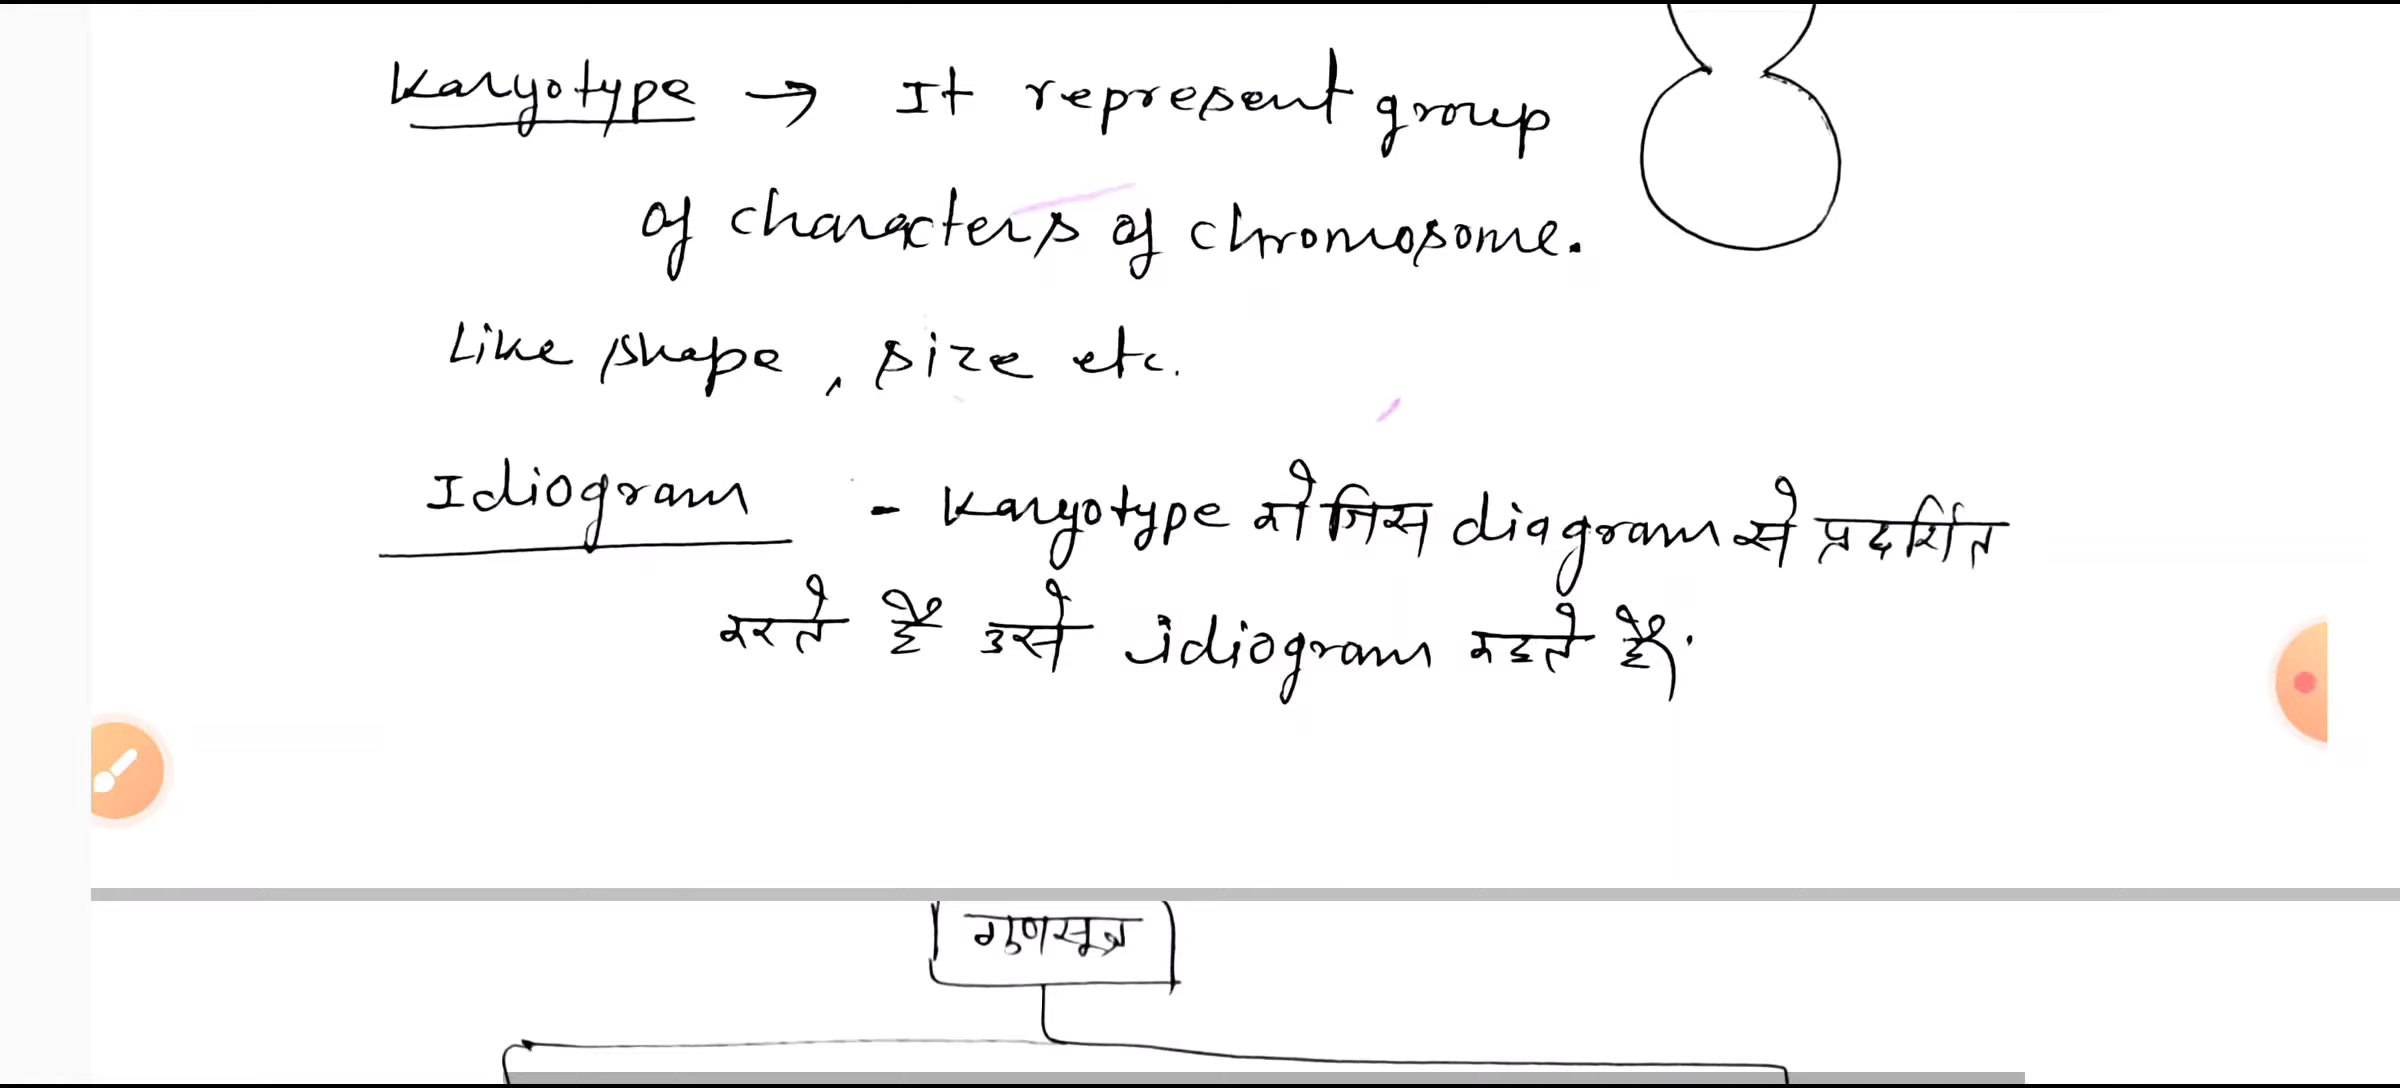 Karyotype → It represent group
of characters of chromosome.
Like shape, size etc.
Idiogram - Karyotype को जिस diagram से प्रदर्शित
करते हैं उसे idiogram कहते हैं।
गुणसूत्र